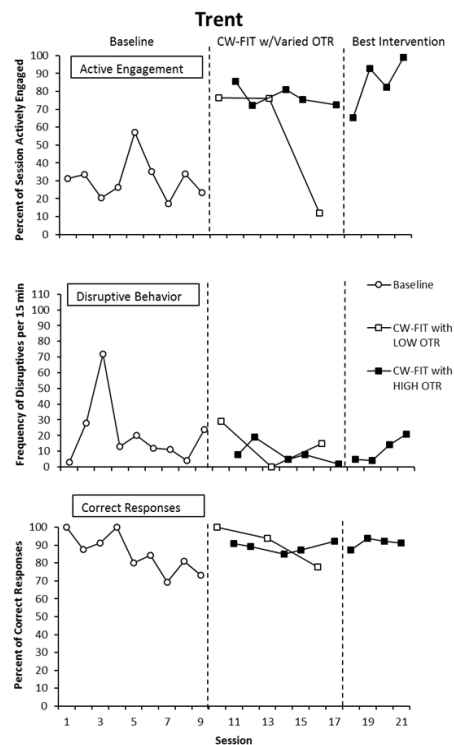 Trent
Baseline
CW-FIT w/Varied OTR
Best Intervention
Percent of Session Actively Engaged
Active Engagement
100
90
80
70
60
50
40
30
20
10
0
Frequency of Disruptives per 15 min
Disruptive Behavior
110
100
90
80
70
60
50
40
30
20
10
0
Baseline
CW-FIT with
LOW OTR
CW-FIT with
HIGH OTR
Percent of Correct Responses
Correct Responses
100
90
80
70
60
50
40
30
20
10
0
1 3 5 7 9 11 13 15 17 19 21
Session